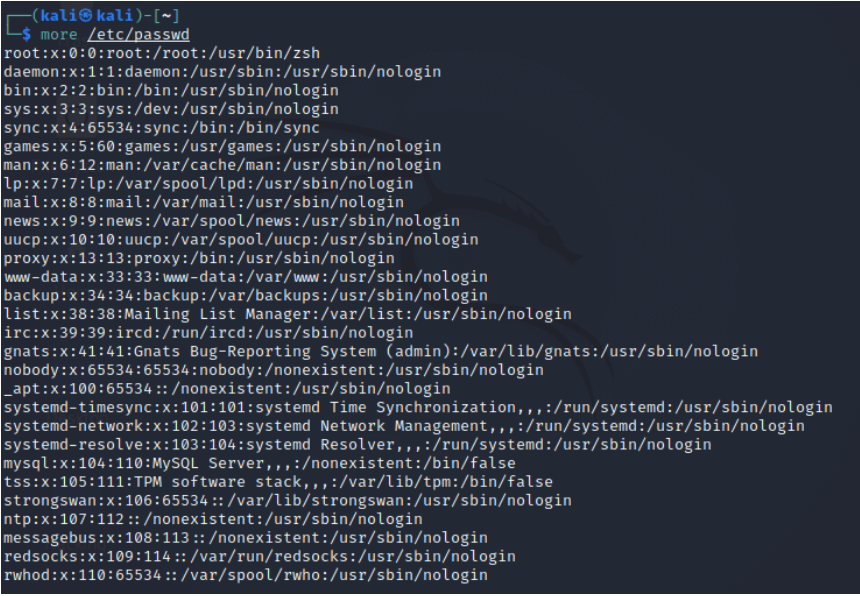 ┌──(kali㉿kali)-[~]
└─$ more /etc/passwd
root:x:0:0:root:/root:/usr/bin/zsh
daemon:x:1:1:daemon:/usr/sbin:/usr/sbin/nologin
bin:x:2:2:bin:/bin:/usr/sbin/nologin
sys:x:3:3:sys:/dev:/usr/sbin/nologin
sync:x:4:65534:sync:/bin:/bin/sync
games:x:5:60:games:/usr/games:/usr/sbin/nologin
man:x:6:12:man:/var/cache/man:/usr/sbin/nologin
lp:x:7:7:lp:/var/spool/lpd:/usr/sbin/nologin
mail:x:8:8:mail:/var/mail:/usr/sbin/nologin
news:x:9:9:news:/var/spool/news:/usr/sbin/nologin
uucp:x:10:10:uucp:/var/spool/uucp:/usr/sbin/nologin
proxy:x:13:13:proxy:/bin:/usr/sbin/nologin
www-data:x:33:33:www-data:/var/www:/usr/sbin/nologin
backup:x:34:34:backup:/var/backups:/usr/sbin/nologin
list:x:38:38:Mailing List Manager:/var/list:/usr/sbin/nologin
irc:x:39:39:ircd:/run/ircd:/usr/sbin/nologin
gnats:x:41:41:Gnats Bug-Reporting System (admin):/var/lib/gnats:/usr/sbin/nologin
nobody:x:65534:65534:nobody:/nonexistent:/usr/sbin/nologin
_apt:x:100:65534::/nonexistent:/usr/sbin/nologin
systemd-timesync:x:101:101:systemd Time Synchronization,,,:/run/systemd:/usr/sbin/nologin
systemd-network:x:102:103:systemd Network Management,,,:/run/systemd:/usr/sbin/nologin
systemd-resolve:x:103:104:systemd Resolver,,,:/run/systemd:/usr/sbin/nologin
mysql:x:104:110:MySQL Server,,,:/nonexistent:/bin/false
tss:x:105:111:TPM software stack,,,:/var/lib/tpm:/bin/false
strongswan:x:106:65534::/var/lib/strongswan:/usr/sbin/nologin
ntp:x:107:112::/nonexistent:/usr/sbin/nologin
messagebus:x:108:113::/nonexistent:/usr/sbin/nologin
redsocks:x:109:114::/var/run/redsocks:/usr/sbin/nologin
rwhod:x:110:65534::/var/spool/rwho:/usr/sbin/nologin